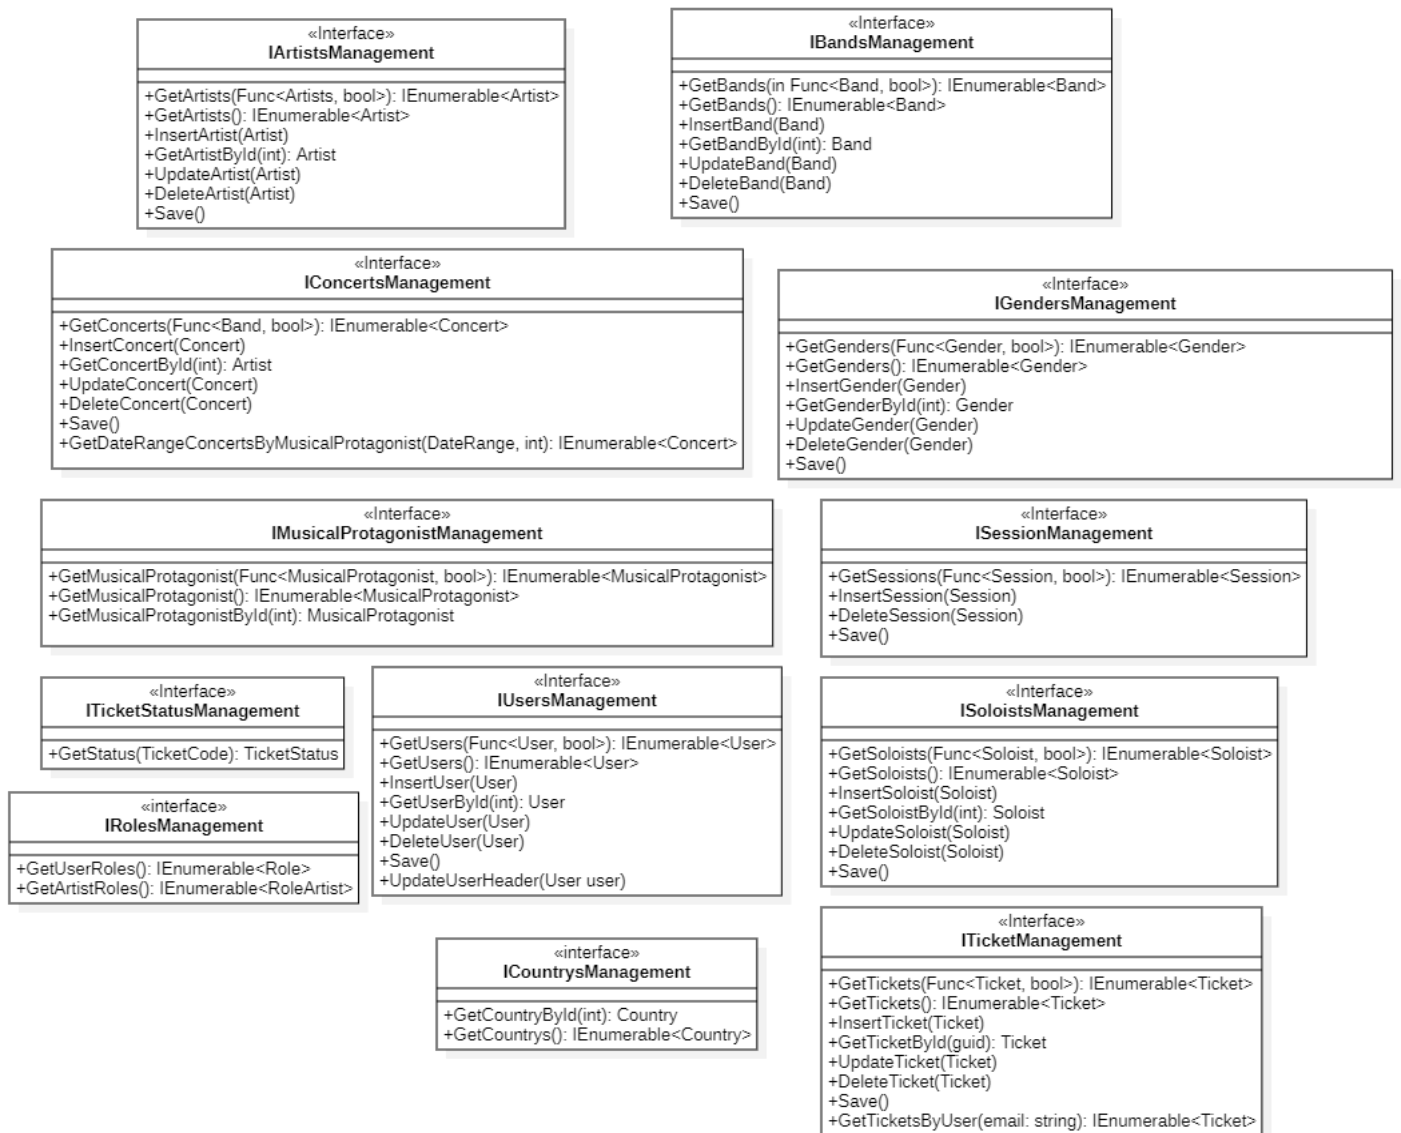 «Interface»
IArtistsManagement
+GetArtists(Func<Artists, bool>): IEnumerable<Artist>
+GetArtists(): IEnumerable<Artist>
+InsertArtist(Artist)
+GetArtistById(int): Artist
+UpdateArtist(Artist)
+DeleteArtist(Artist)
+Save()
«Interface»
IBandsManagement
+GetBands(in Func<Band, bool>): IEnumerable<Band>
+GetBands(): IEnumerable<Band>
+InsertBand(Band)
+GetBandById(int): Band
+UpdateBand(Band)
+DeleteBand(Band)
+Save()
«Interface»
IConcertsManagement
+GetConcerts(Func<Band, bool>): IEnumerable<Concert>
+InsertConcert(Concert)
+GetConcertById(int): Artist
+UpdateConcert(Concert)
+DeleteConcert(Concert)
+Save()
+GetDateRangeConcertsByMusicalProtagonist(DateRange, int): IEnumerable<Concert>
«Interface»
IGendersManagement
+GetGenders(Func<Gender, bool>): IEnumerable<Gender>
+GetGenders(): IEnumerable<Gender>
+InsertGender(Gender)
+GetGenderById(int): Gender
+UpdateGender(Gender)
+DeleteGender(Gender)
+Save()
«Interface»
IMusicalProtagonistManagement
+GetMusicalProtagonist(Func<MusicalProtagonist, bool>): IEnumerable<MusicalProtagonist>
+GetMusicalProtagonist(): IEnumerable<MusicalProtagonist>
+GetMusicalProtagonistById(int): MusicalProtagonist
«Interface»
ISessionManagement
+GetSessions(Func<Session, bool>): IEnumerable<Session>
+InsertSession(Session)
+DeleteSession(Session)
+Save()
«Interface»
ITicketStatusManagement
+GetStatus(TicketCode): TicketStatus
«Interface»
IUsersManagement
+GetUsers(Func<User, bool>): IEnumerable<User>
+GetUsers(): IEnumerable<User>
+InsertUser(User)
+GetUserById(int): User
+UpdateUser(User)
+DeleteUser(User)
+Save()
+UpdateUserHeader(User user)
«Interface»
ISoloistsManagement
+GetSoloists(Func<Soloist, bool>): IEnumerable<Soloist>
+GetSoloists(): IEnumerable<Soloist>
+InsertSoloist(Soloist)
+GetSoloistById(int): Soloist
+UpdateSoloist(Soloist)
+DeleteSoloist(Soloist)
+Save()
«interface»
IRolesManagement
+GetUserRoles(): IEnumerable<Role>
+GetArtistRoles(): IEnumerable<RoleArtist>
«interface»
ICountrysManagement
+GetCountryById(int): Country
+GetCountrys(): IEnumerable<Country>
«Interface»
ITicketManagement
+GetTickets(Func<Ticket, bool>): IEnumerable<Ticket>
+GetTickets(): IEnumerable<Ticket>
+InsertTicket(Ticket)
+GetTicketById(guid): Ticket
+UpdateTicket(Ticket)
+DeleteTicket(Ticket)
+Save()
+GetTicketsByUser(email: string): IEnumerable<Ticket>